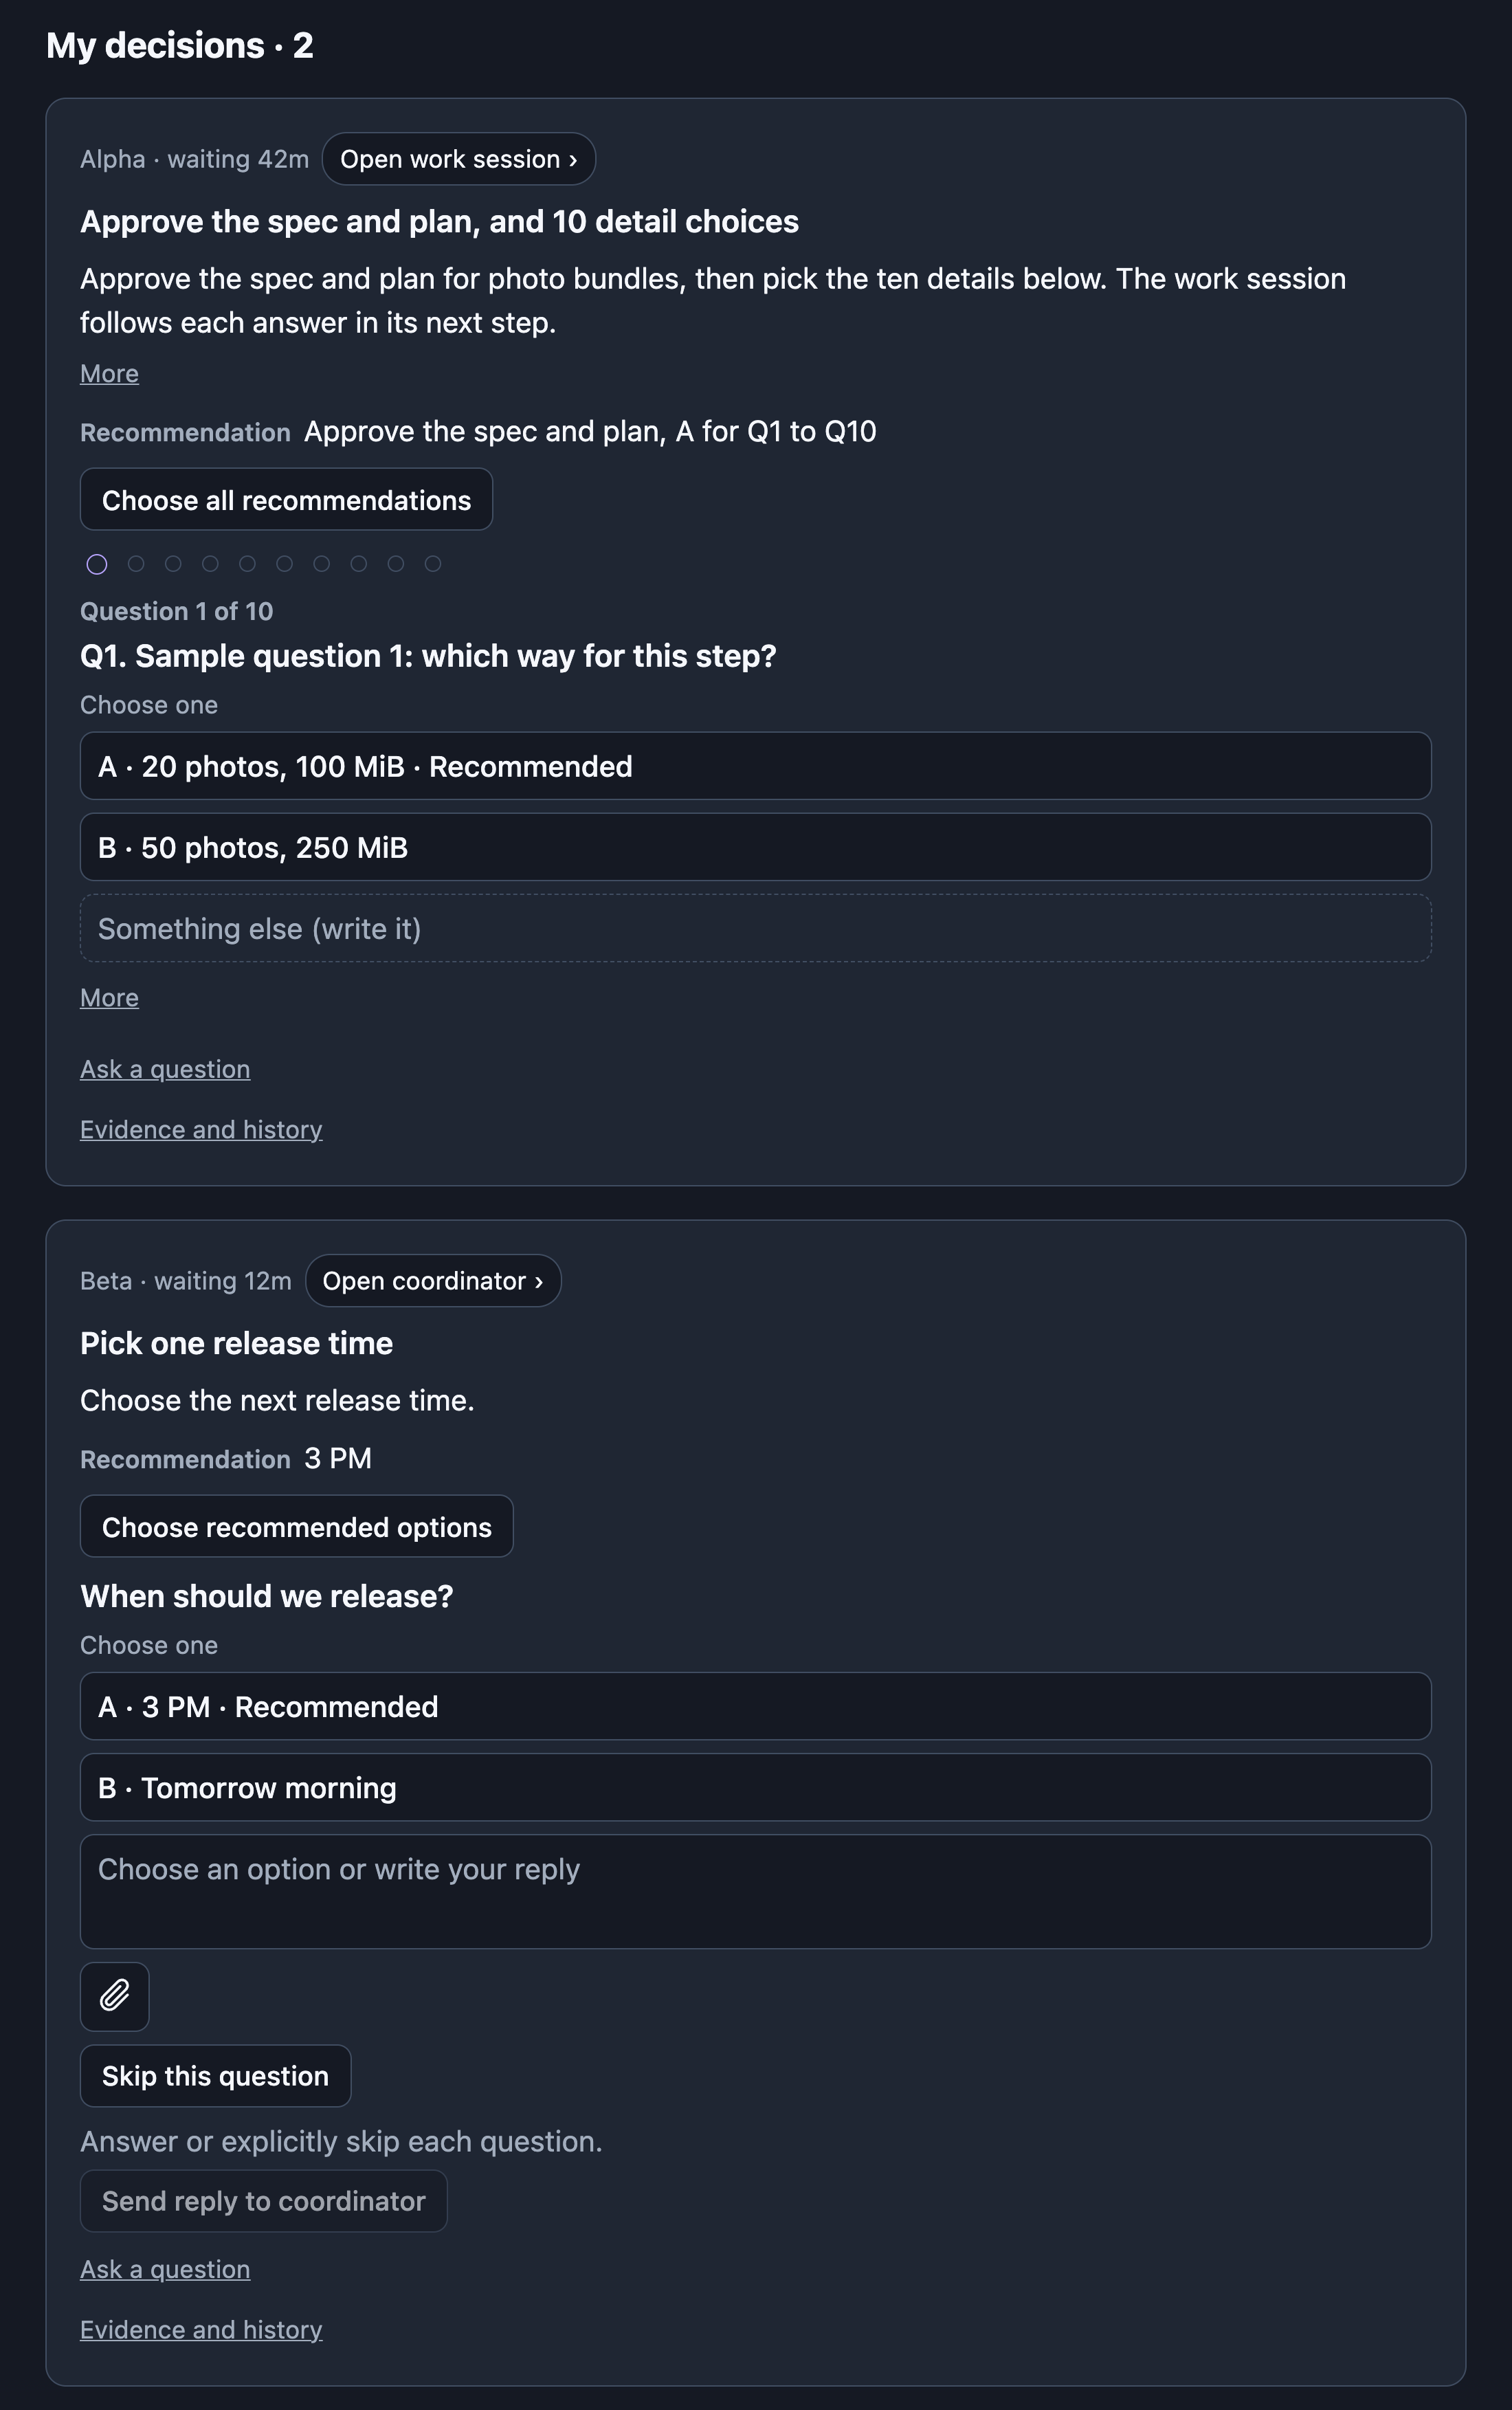 My decisions · 2
Alpha · waiting 42m
Open work session ›
Approve the spec and plan, and 10 detail choices
Approve the spec and plan for photo bundles, then pick the ten details below. The work session
follows each answer in its next step.
More
Recommendation Approve the spec and plan, A for Q1 to Q10
Choose all recommendations
Question 1 of 10
Q1. Sample question 1: which way for this step?
Choose one
A · 20 photos, 100 MiB · Recommended
B · 50 photos, 250 MiB
Something else (write it)
More
Ask a question
Evidence and history
Beta · waiting 12m
Open coordinator ›
Pick one release time
Choose the next release time.
Recommendation 3 PM
Choose recommended options
When should we release?
Choose one
A · 3 PM · Recommended
B · Tomorrow morning
Choose an option or write your reply
Skip this question
Answer or explicitly skip each question.
Send reply to coordinator
Ask a question
Evidence and history